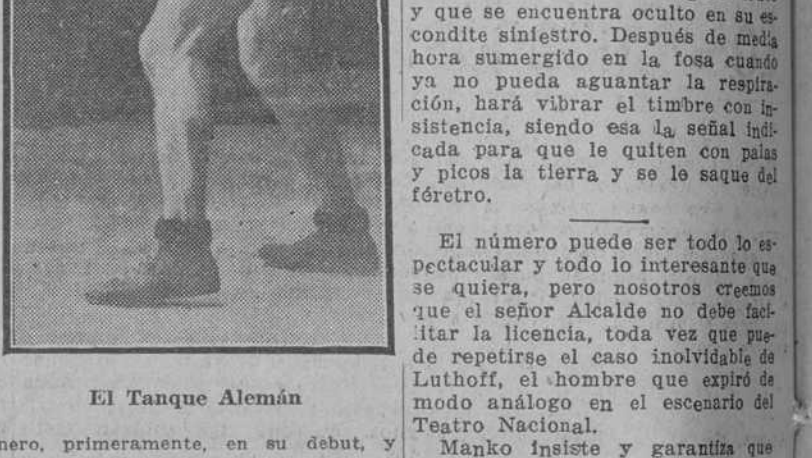 El Tanque Alemán
nero, primeramente, en su debut, y
y que se encuentra oculto en su es-
condite siniestro. Después de media
hora sumergido en la fosa cuando
ya no pueda aguantar la respira-
ción, hará vibrar el timbre con in-
sistencia, siendo esa la señal indi-
cada para que le quiten con palas
y picos la tierra y se le saque del
féretro.
El número puede ser todo lo es-
pectacular y todo lo interesante que
se quiera, pero nosotros creemos
que el señor Alcalde no debe faci-
litar la licencia, toda vez que pue-
de repetirse el caso inolvidable de
Luthoff, el hombre que expiró de
modo análogo en el escenario del
Teatro Nacional.
Manko insiste y garantiza que